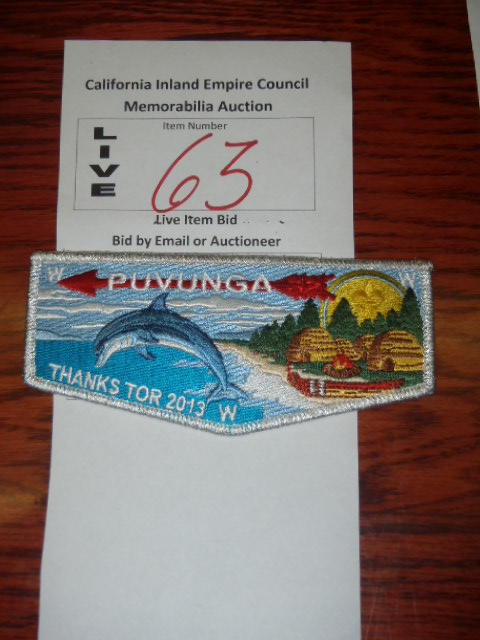 California Inland Empire Council
Memorabilia Auction
Item Number
LIVE
63
Live Item Bid
Bid by Email or Auctioneer
W PUVUNGA W
THANKS TOR 2013 W